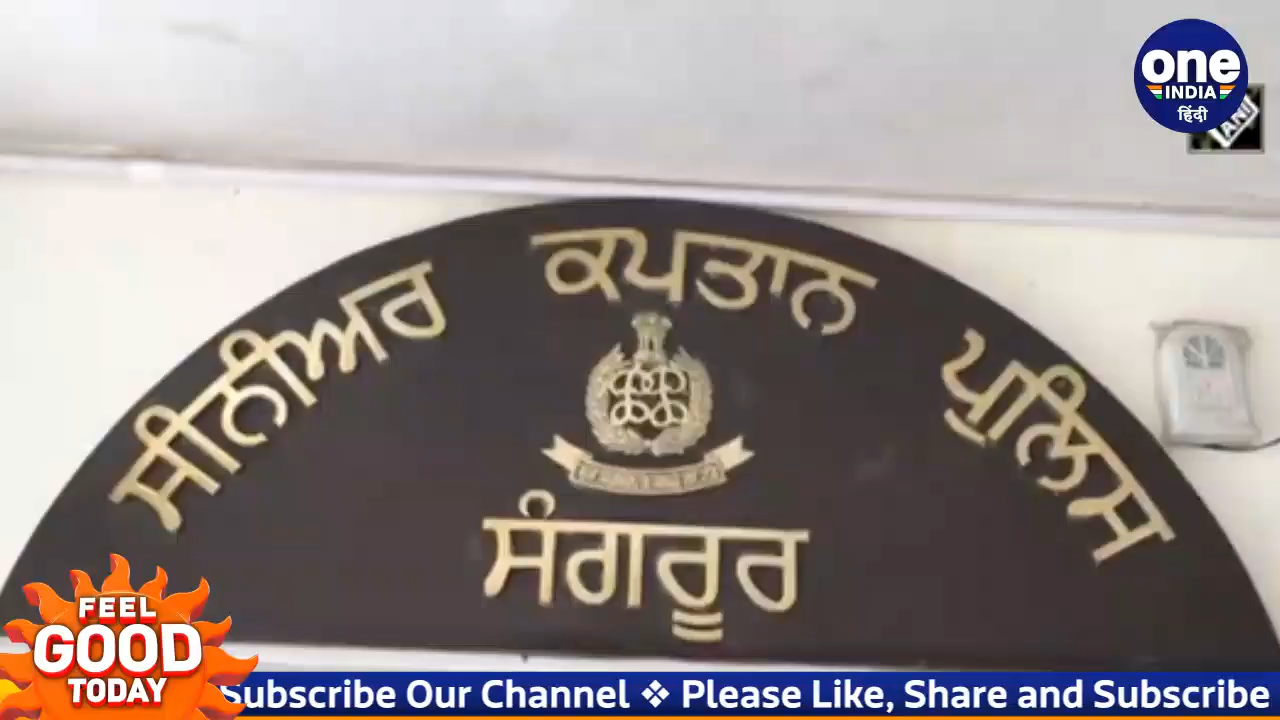 one
INDIA
हिंदी
ANI
ਸੀਨੀਅਰ ਕਪਤਾਨ ਪੁਲਿਸ
ਸੰਗਰੂਰ
FEEL
GOOD
TODAY
Subscribe Our Channel ❖ Please Like, Share and Subscribe